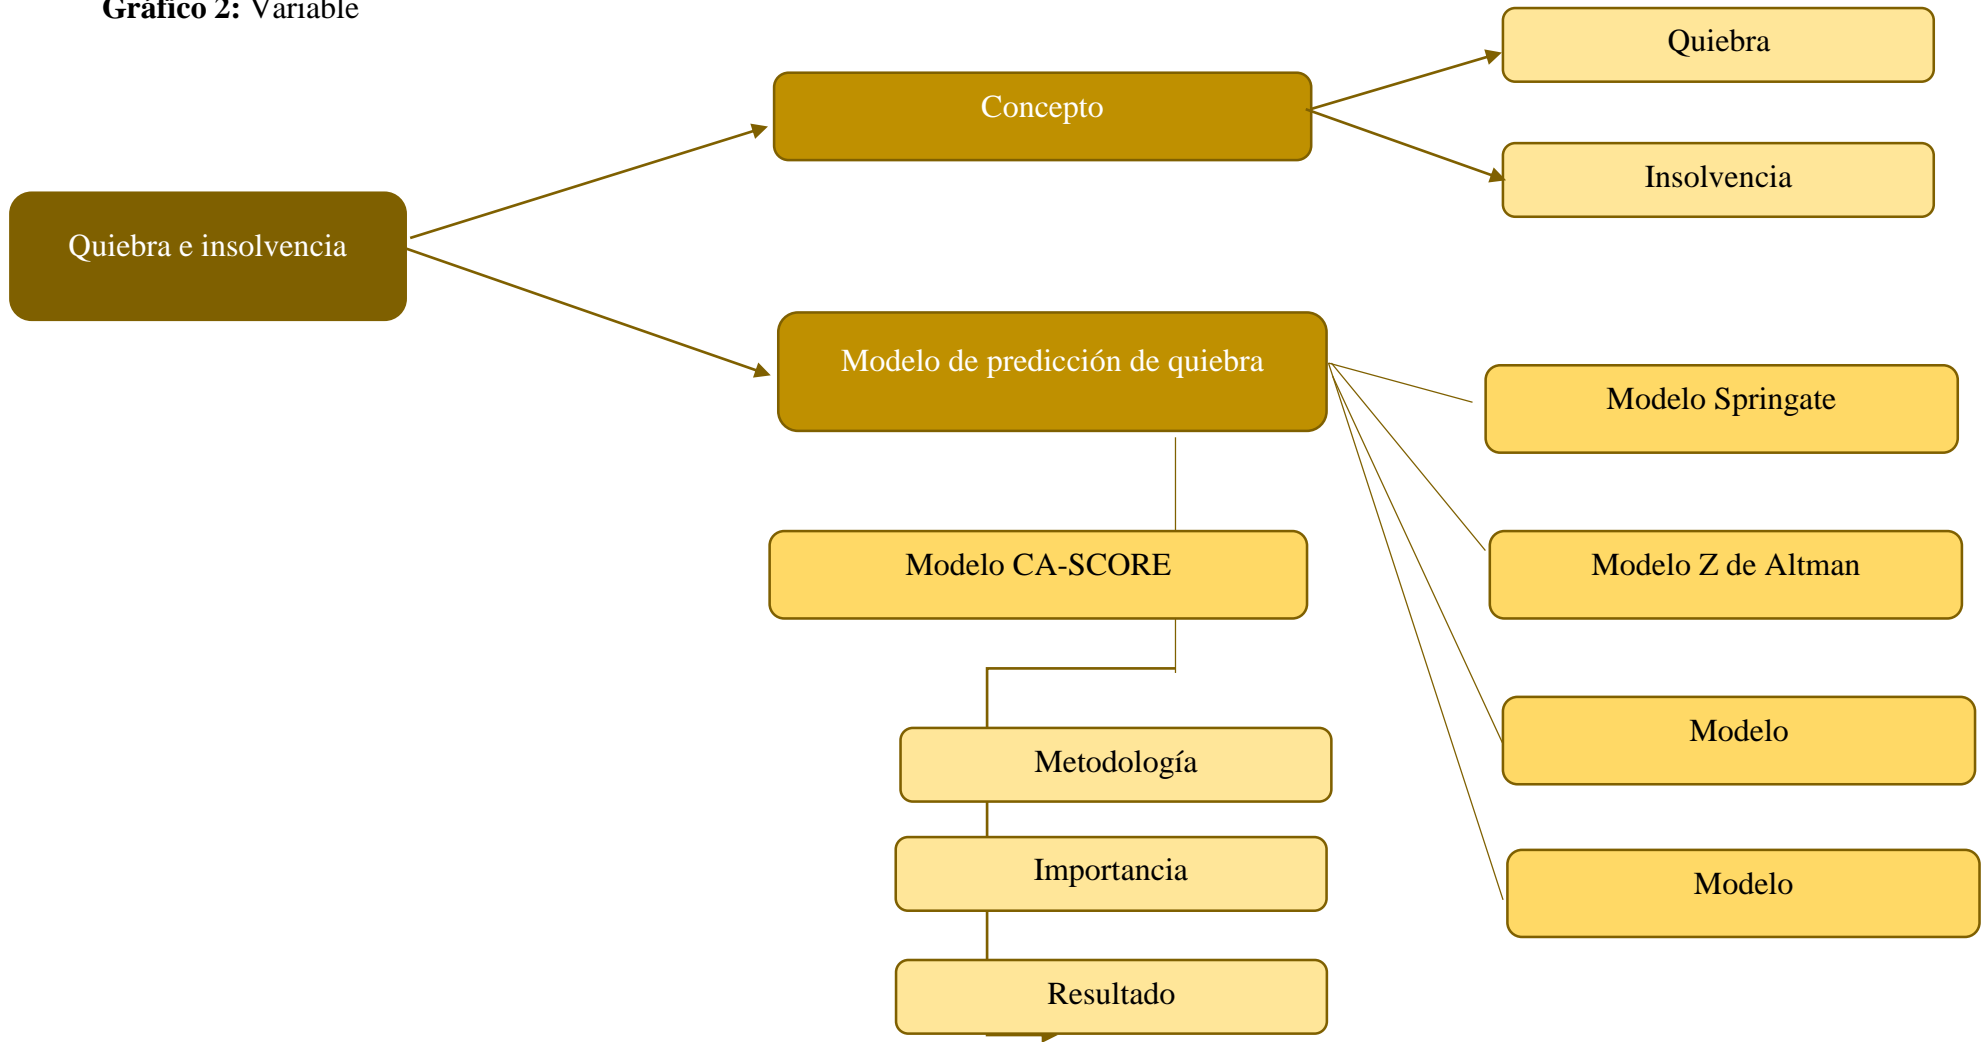 Gráfico 2: Variable
Quiebra
Concepto
Insolvencia
Quiebra e insolvencia
Modelo de predicción de quiebra
Modelo Springate
Modelo CA-SCORE
Modelo Z de Altman
Modelo
Metodología
Importancia
Modelo
Resultado